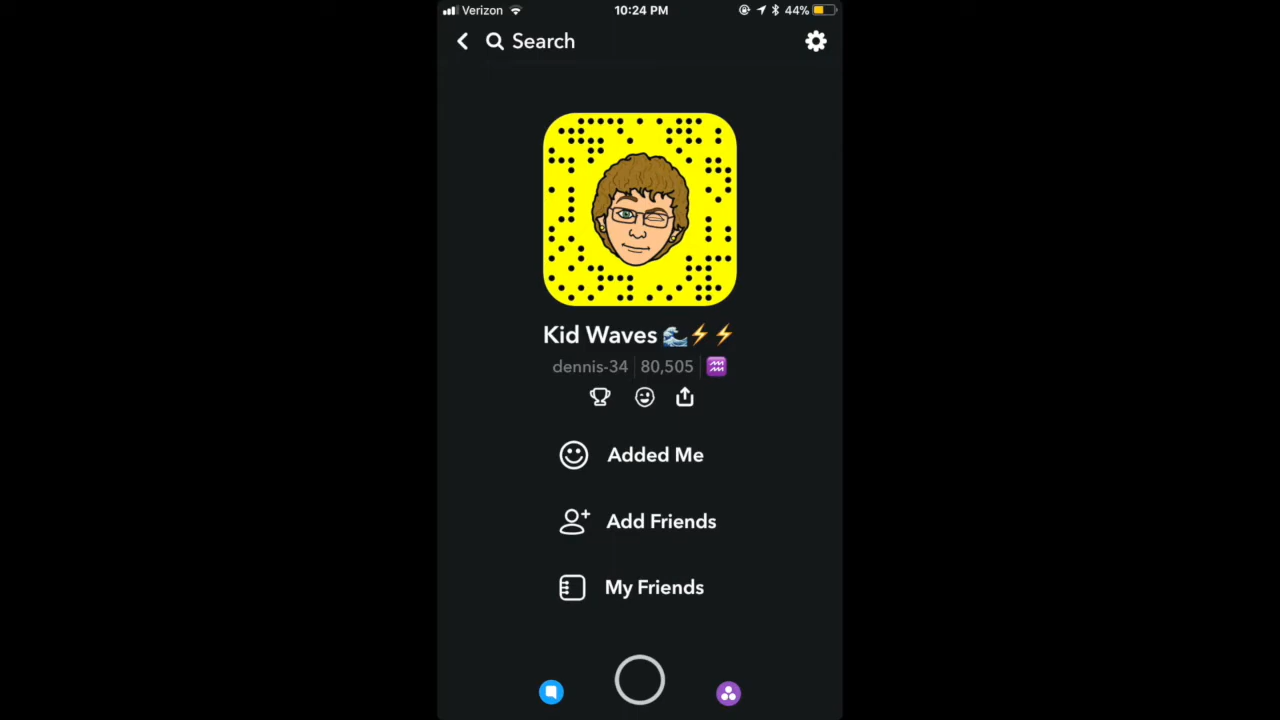 Verizon 10:24 PM 44%
Search
Kid Waves 🌊⚡⚡
dennis-34 80,505 ♒
Added Me
Add Friends
My Friends